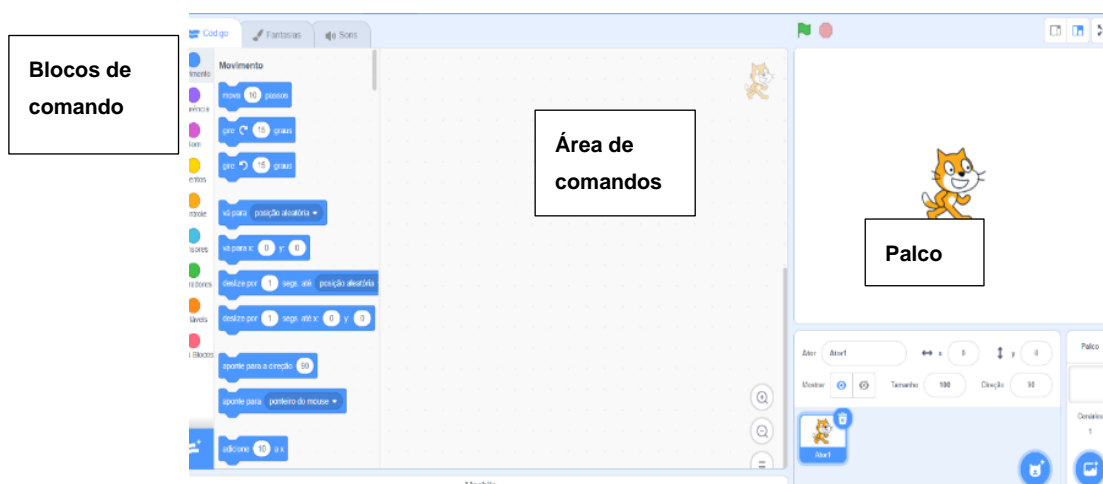 Código
Fantasias
Sons
Blocos de
comando
Movimento
mova 10 passos
gire 15 graus
gire 15 graus
vá para posição aleatória
vá para x: 0 y: 0
deslize por 1 segs. até posição aleatória
deslize por 1 segs. até x: 0 y: 0
aponte para a direção 90
aponte para ponteiro do mouse
adicione 10 a x
Área de
comandos
Palco
Ator Ator1 x 0 y 0
Mostrar Tamanho 100 Direção 90
Ator1
Palco
Cenários
1